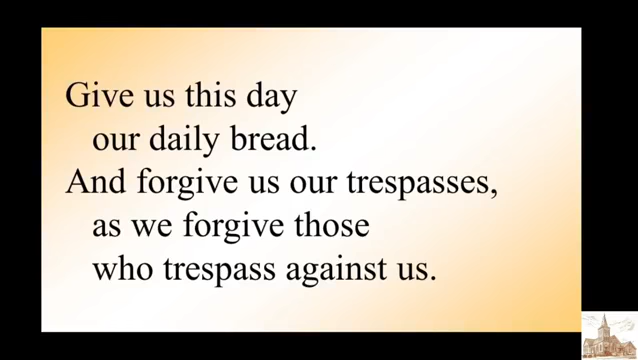 Give us this day
our daily bread.
And forgive us our trespasses,
as we forgive those
who trespass against us.